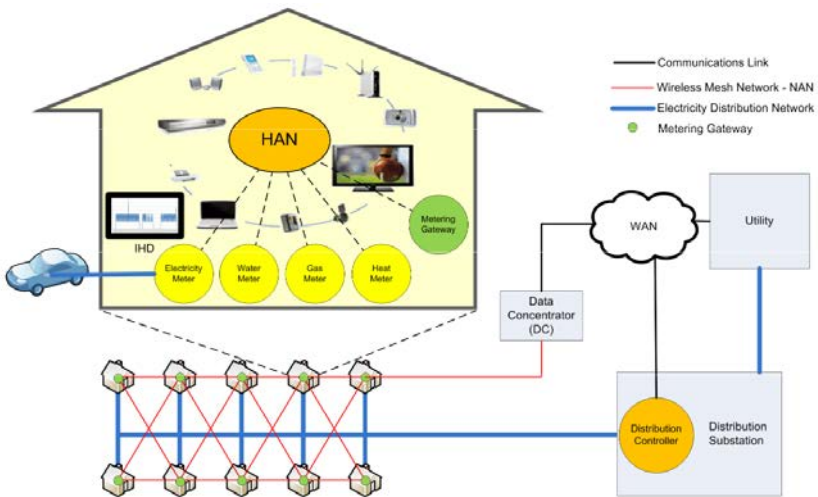 Communications Link
Wireless Mesh Network - NAN
Electricity Distribution Network
Metering Gateway
HAN
IHD
Metering
Gateway
Electricity
Meter
Water
Meter
Gas
Meter
Heat
Meter
WAN
Utility
Data
Concentrator
(DC)
Distribution
Controller
Distribution
Substation